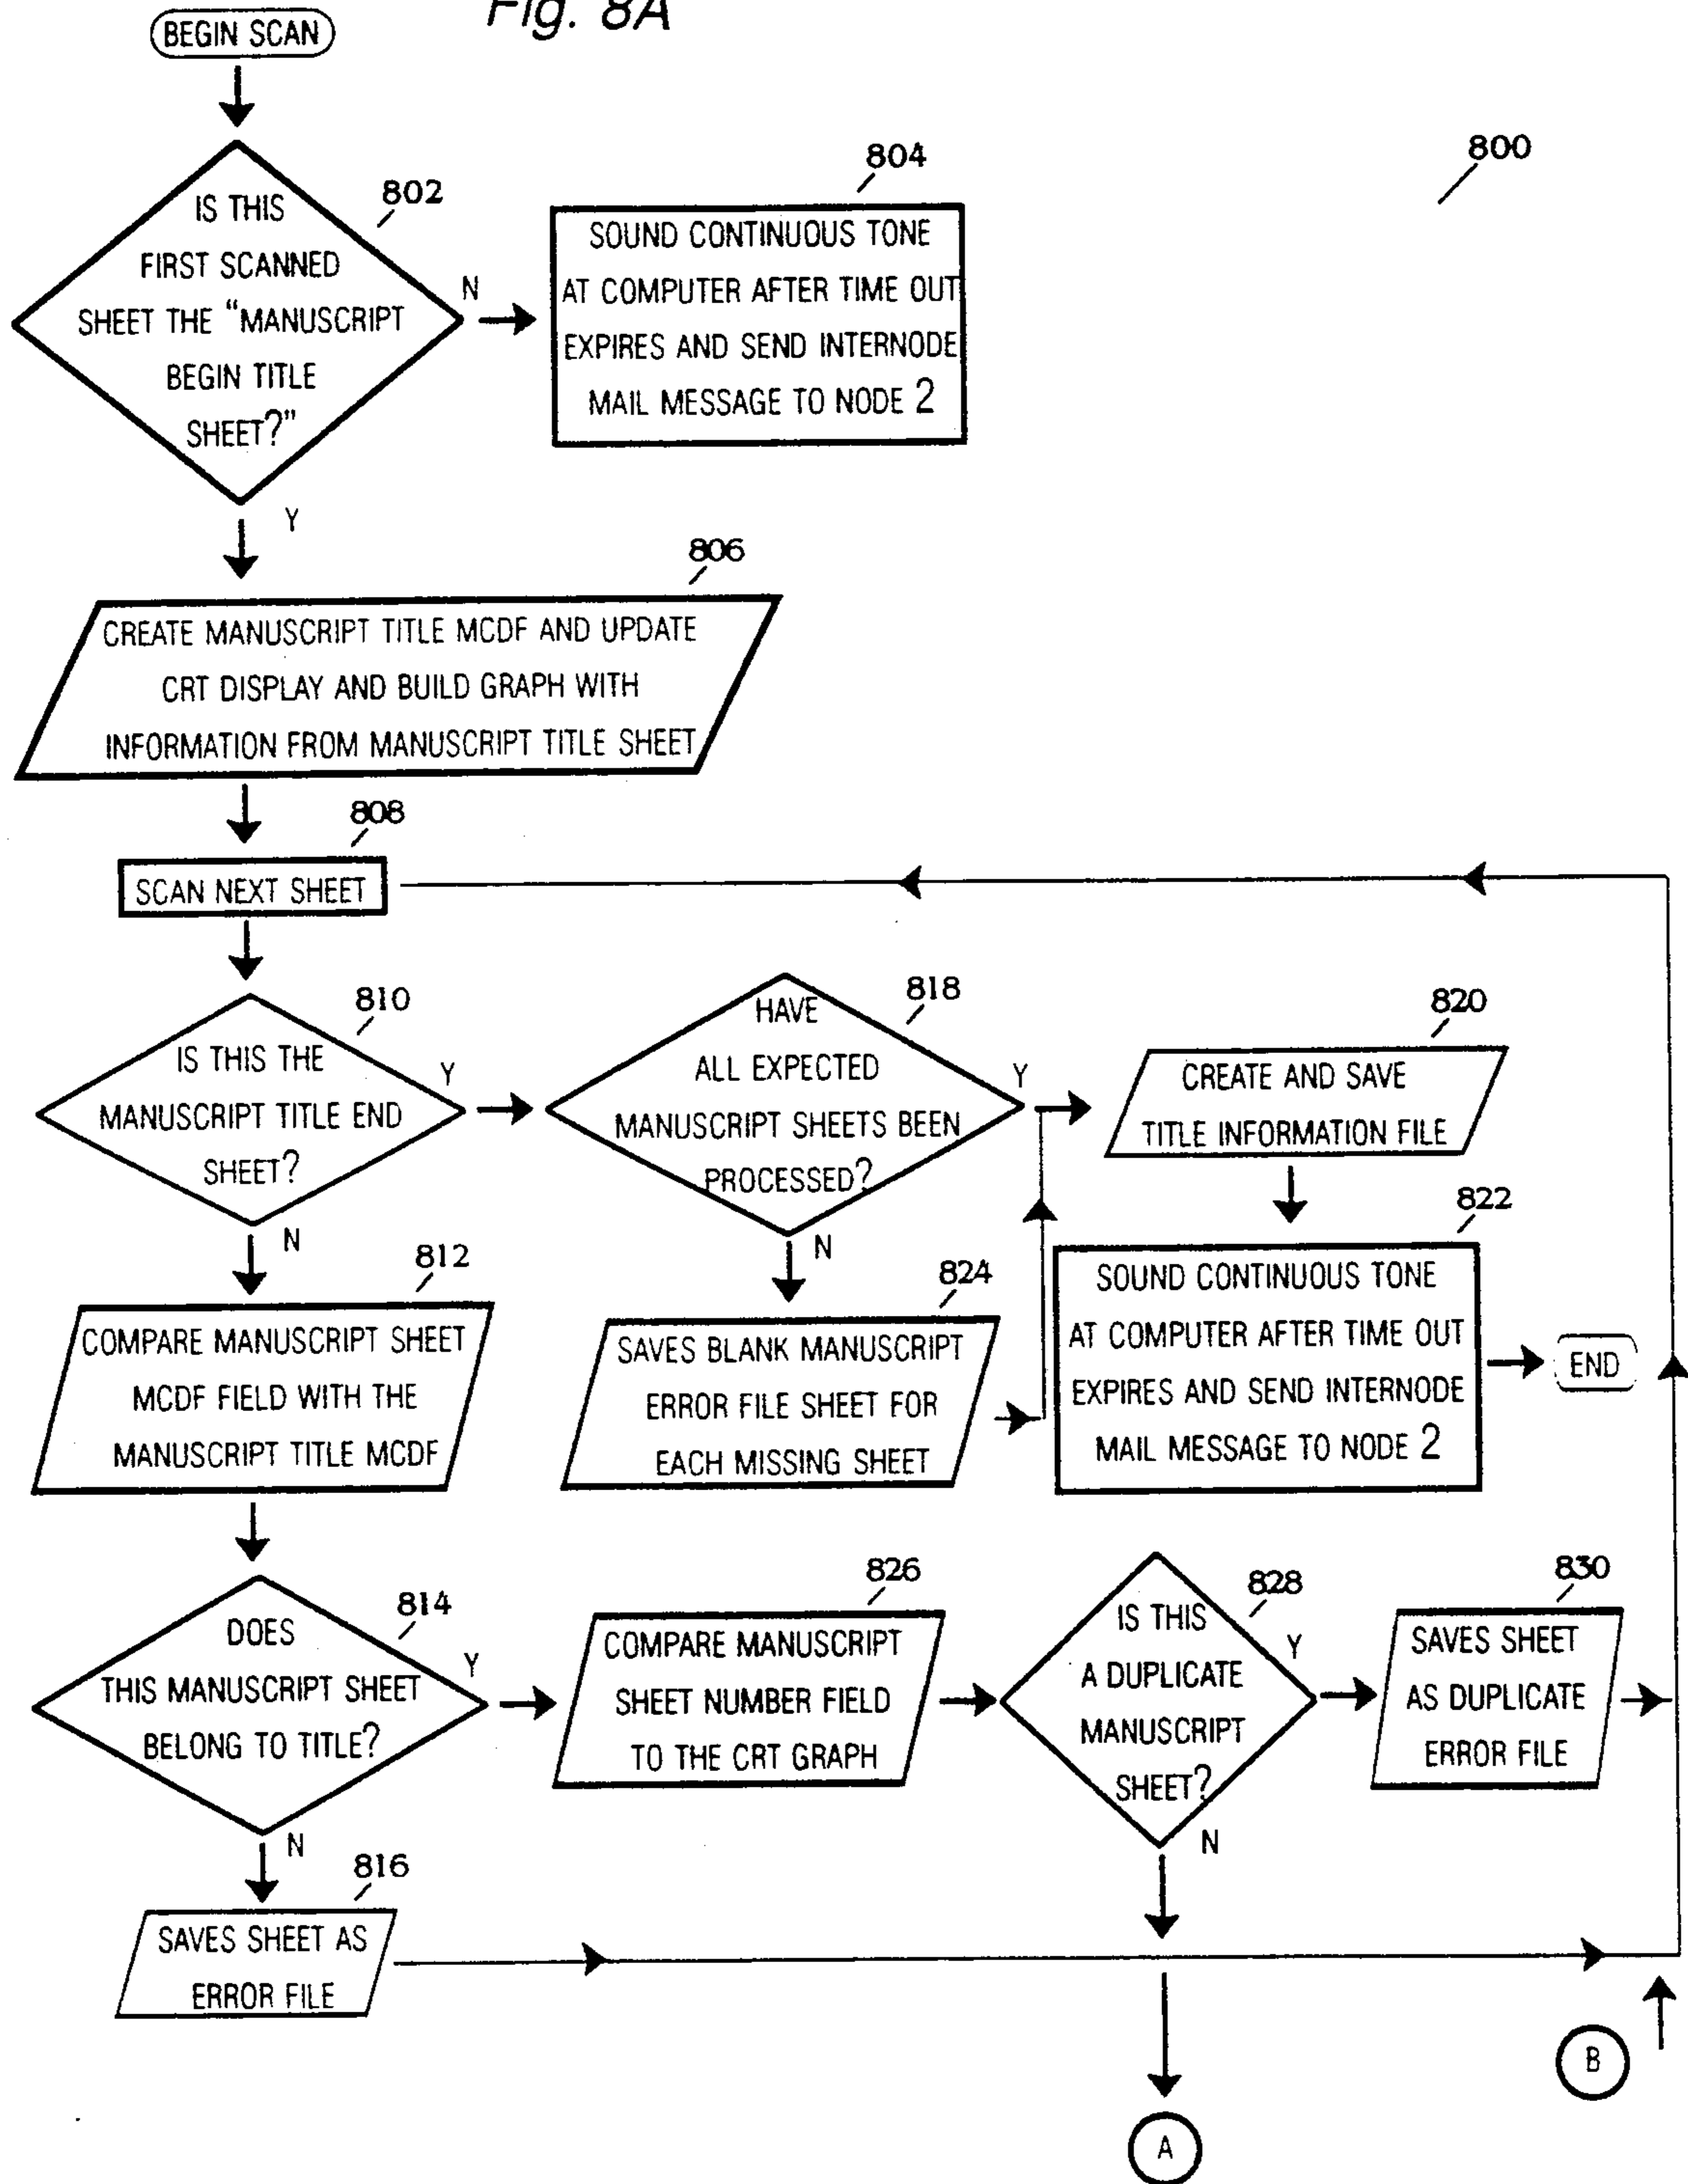 Fig. 8A
BEGIN SCAN
800
802
IS THIS
FIRST SCANNED
SHEET THE "MANUSCRIPT
BEGIN TITLE
SHEET?"
N
Y
804
SOUND CONTINUOUS TONE
AT COMPUTER AFTER TIME OUT
EXPIRES AND SEND INTERNODE
MAIL MESSAGE TO NODE 2
806
CREATE MANUSCRIPT TITLE MCDF AND UPDATE
CRT DISPLAY AND BUILD GRAPH WITH
INFORMATION FROM MANUSCRIPT TITLE SHEET
808
SCAN NEXT SHEET
810
IS THIS THE
MANUSCRIPT TITLE END
SHEET?
Y
N
818
HAVE
ALL EXPECTED
MANUSCRIPT SHEETS BEEN
PROCESSED?
Y
N
820
CREATE AND SAVE
TITLE INFORMATION FILE
822
SOUND CONTINUOUS TONE
AT COMPUTER AFTER TIME OUT
EXPIRES AND SEND INTERNODE
MAIL MESSAGE TO NODE 2
END
812
COMPARE MANUSCRIPT SHEET
MCDF FIELD WITH THE
MANUSCRIPT TITLE MCDF
824
SAVES BLANK MANUSCRIPT
ERROR FILE SHEET FOR
EACH MISSING SHEET
814
DOES
THIS MANUSCRIPT SHEET
BELONG TO TITLE?
Y
N
826
COMPARE MANUSCRIPT
SHEET NUMBER FIELD
TO THE CRT GRAPH
828
IS THIS
A DUPLICATE
MANUSCRIPT
SHEET?
Y
N
830
SAVES SHEET
AS DUPLICATE
ERROR FILE
816
SAVES SHEET AS
ERROR FILE
B
A